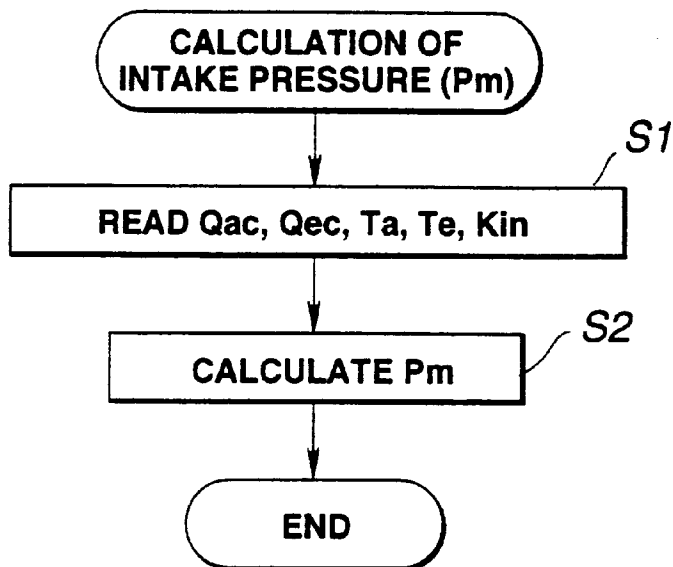 CALCULATION OF
INTAKE PRESSURE (Pm)
S1
READ Qac, Qec, Ta, Te, Kin
S2
CALCULATE Pm
END